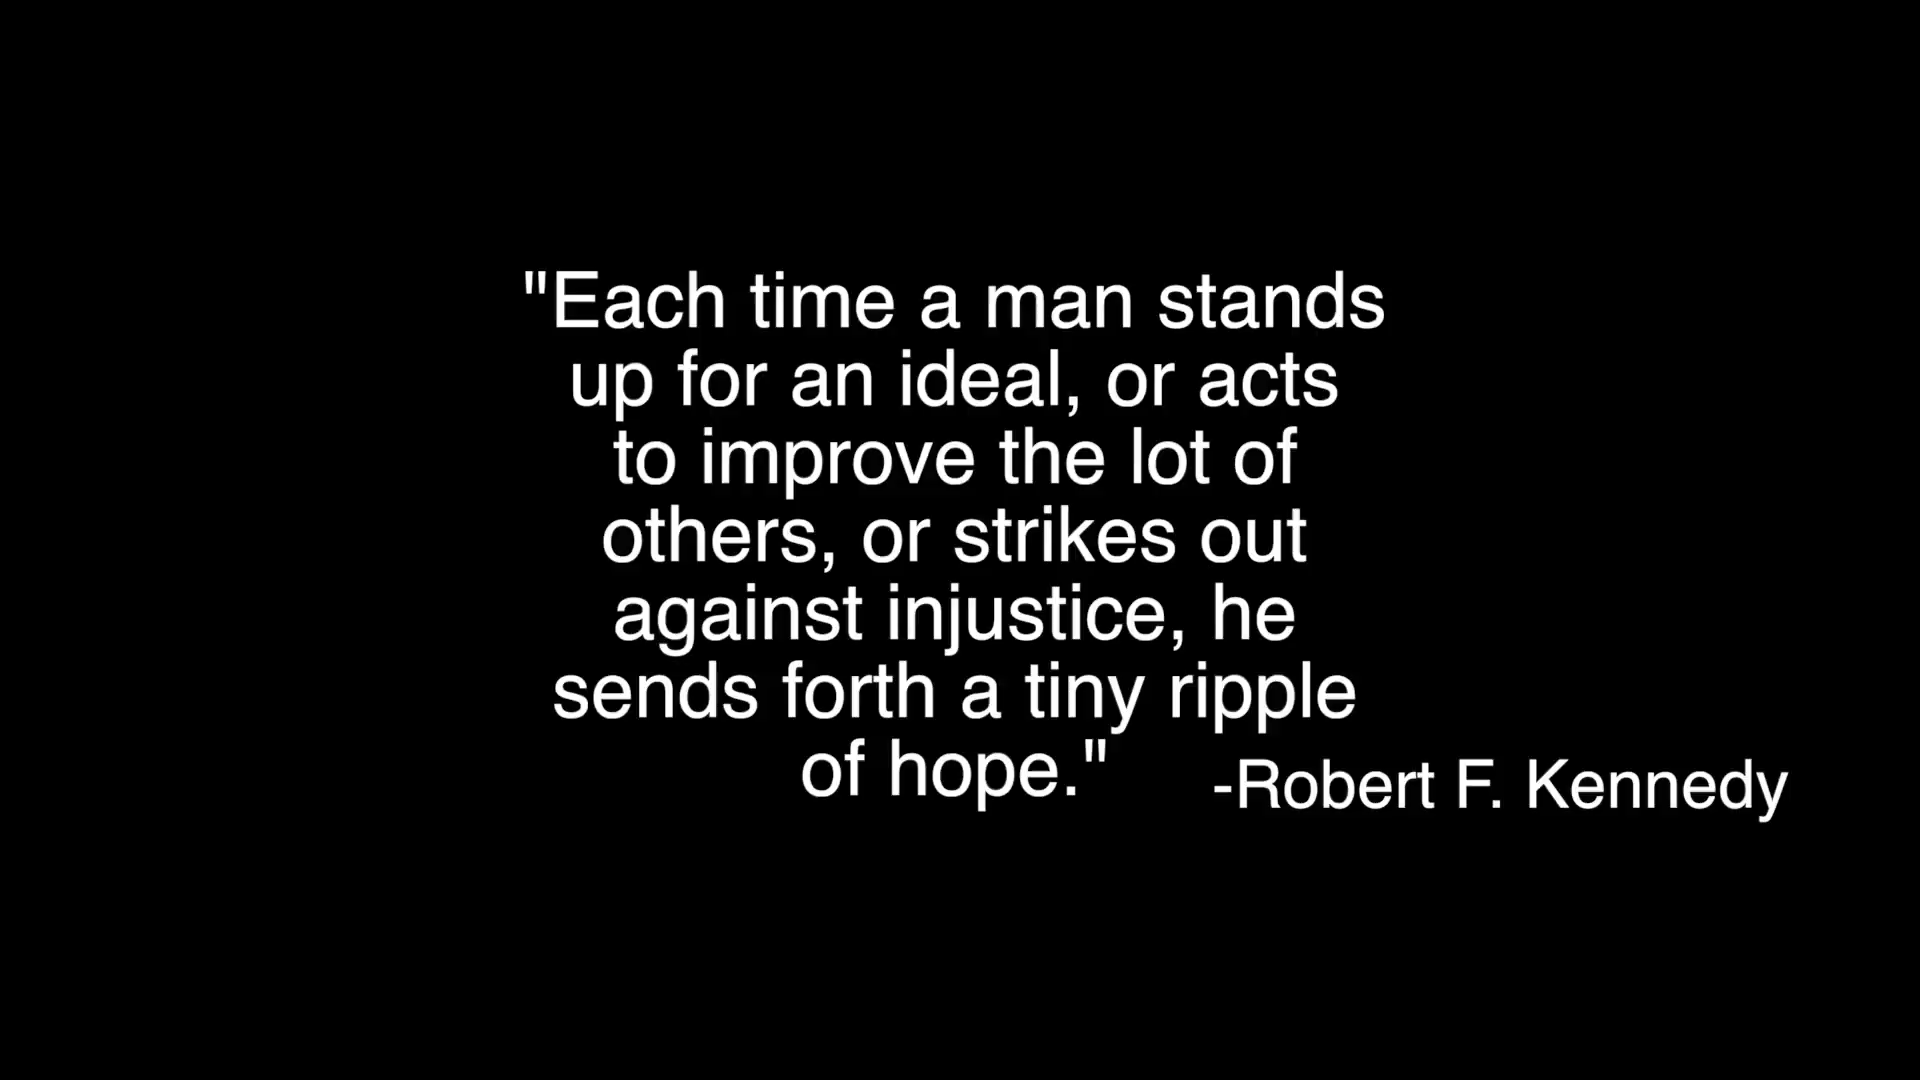 "Each time a man stands
up for an ideal, or acts
to improve the lot of
others, or strikes out
against injustice, he
sends forth a tiny ripple
of hope."
-Robert F. Kennedy